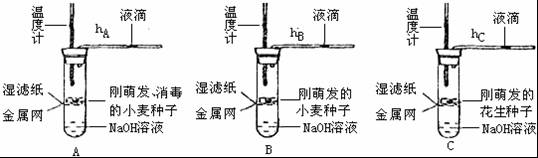 温度计
hA
液滴
湿滤纸
金属网
刚萌发、消毒的小麦种子
NaOH溶液
A
温度计
hB
液滴
湿滤纸
金属网
刚萌发的小麦种子
NaOH溶液
B
温度计
hC
液滴
湿滤纸
金属网
刚萌发的花生种子
NaOH溶液
C